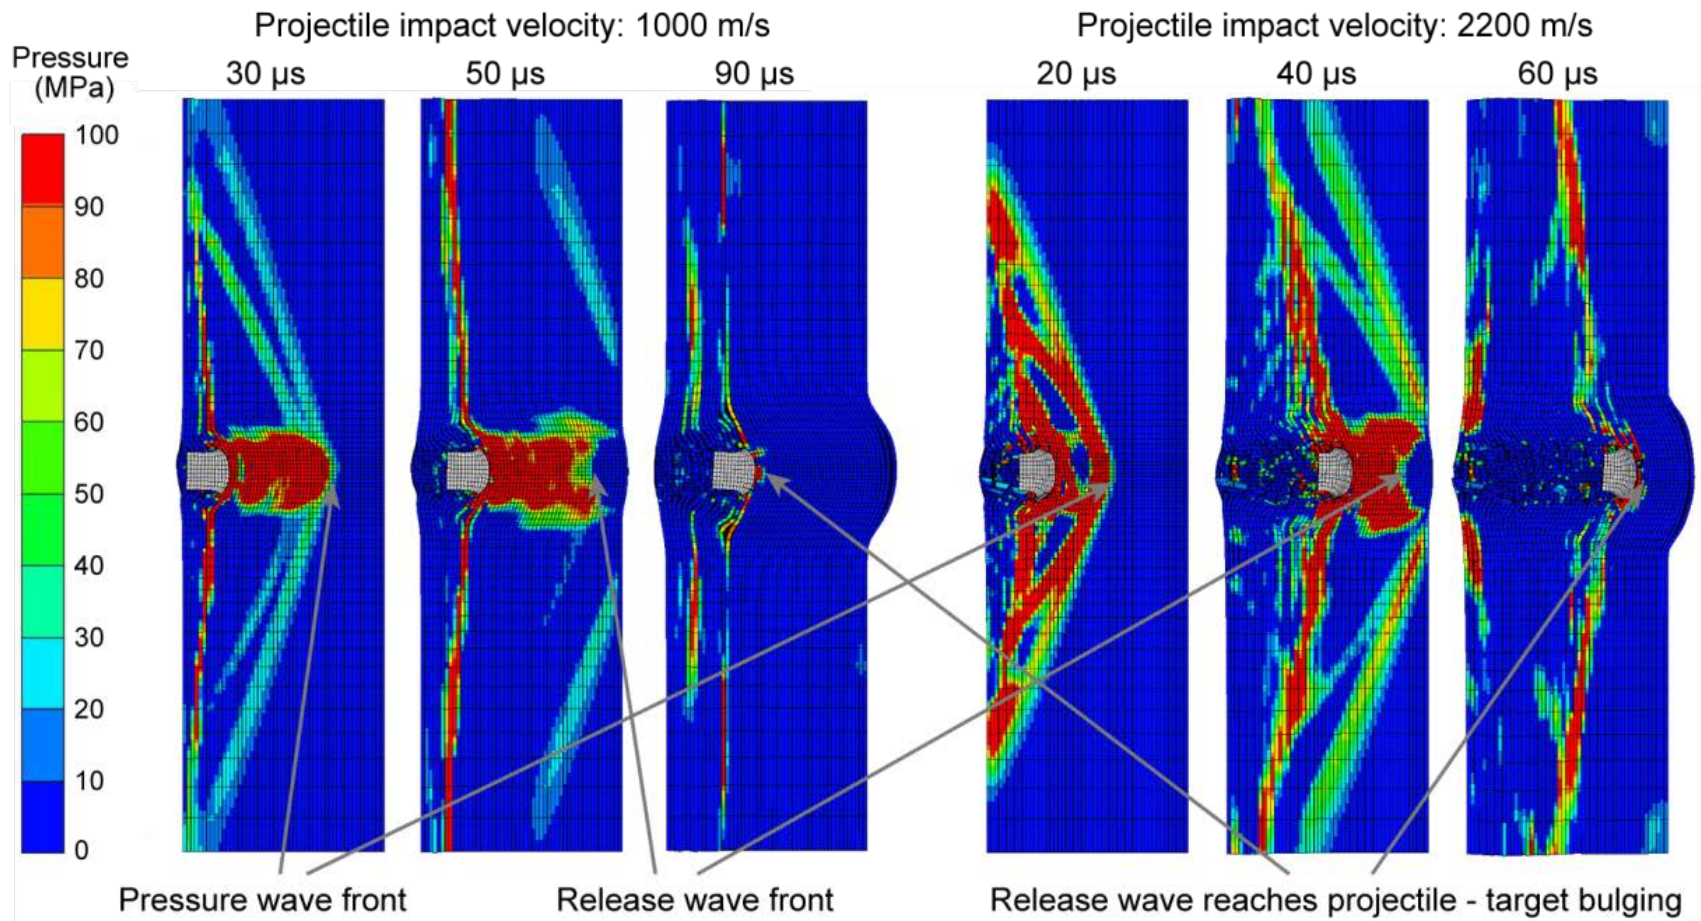 Projectile impact velocity: 1000 m/s
Projectile impact velocity: 2200 m/s
Pressure
(MPa)
30 µs
50 µs
90 µs
20 µs
40 µs
60 µs
100
90
80
70
60
50
40
30
20
10
0
Pressure wave front
Release wave front
Release wave reaches projectile - target bulging